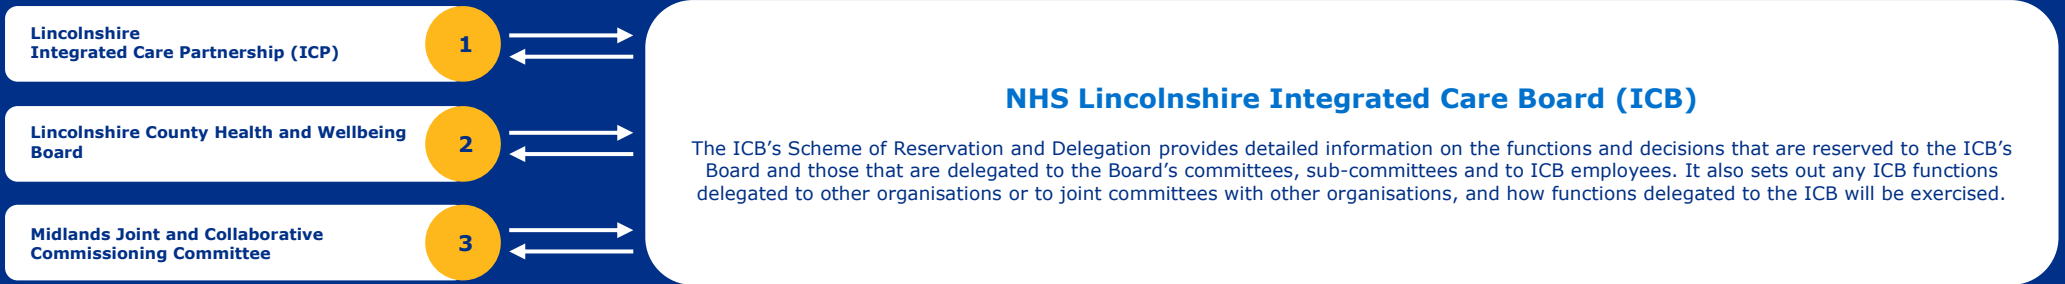 Lincolnshire
Integrated Care Partnership (ICP)
1
Lincolnshire County Health and Wellbeing
Board
2
Midlands Joint and Collaborative
Commissioning Committee
3
NHS Lincolnshire Integrated Care Board (ICB)
The ICB’s Scheme of Reservation and Delegation provides detailed information on the functions and decisions that are reserved to the ICB’s
Board and those that are delegated to the Board’s committees, sub-committees and to ICB employees. It also sets out any ICB functions
delegated to other organisations or to joint committees with other organisations, and how functions delegated to the ICB will be exercised.